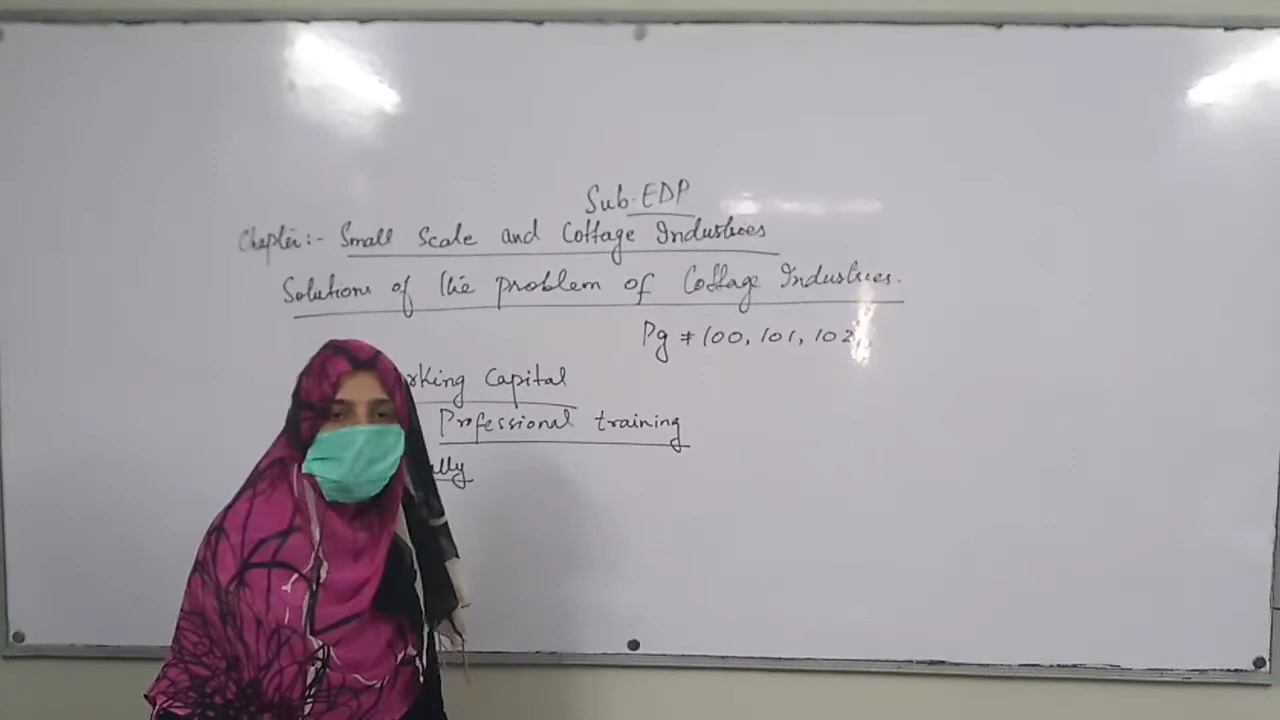 Sub. EDP
Chapter:- Small Scale and Cottage Industries
Solutions of the problem of Cottage Industries.
Pg # 100, 101, 102
rking Capital
Professional training
lly